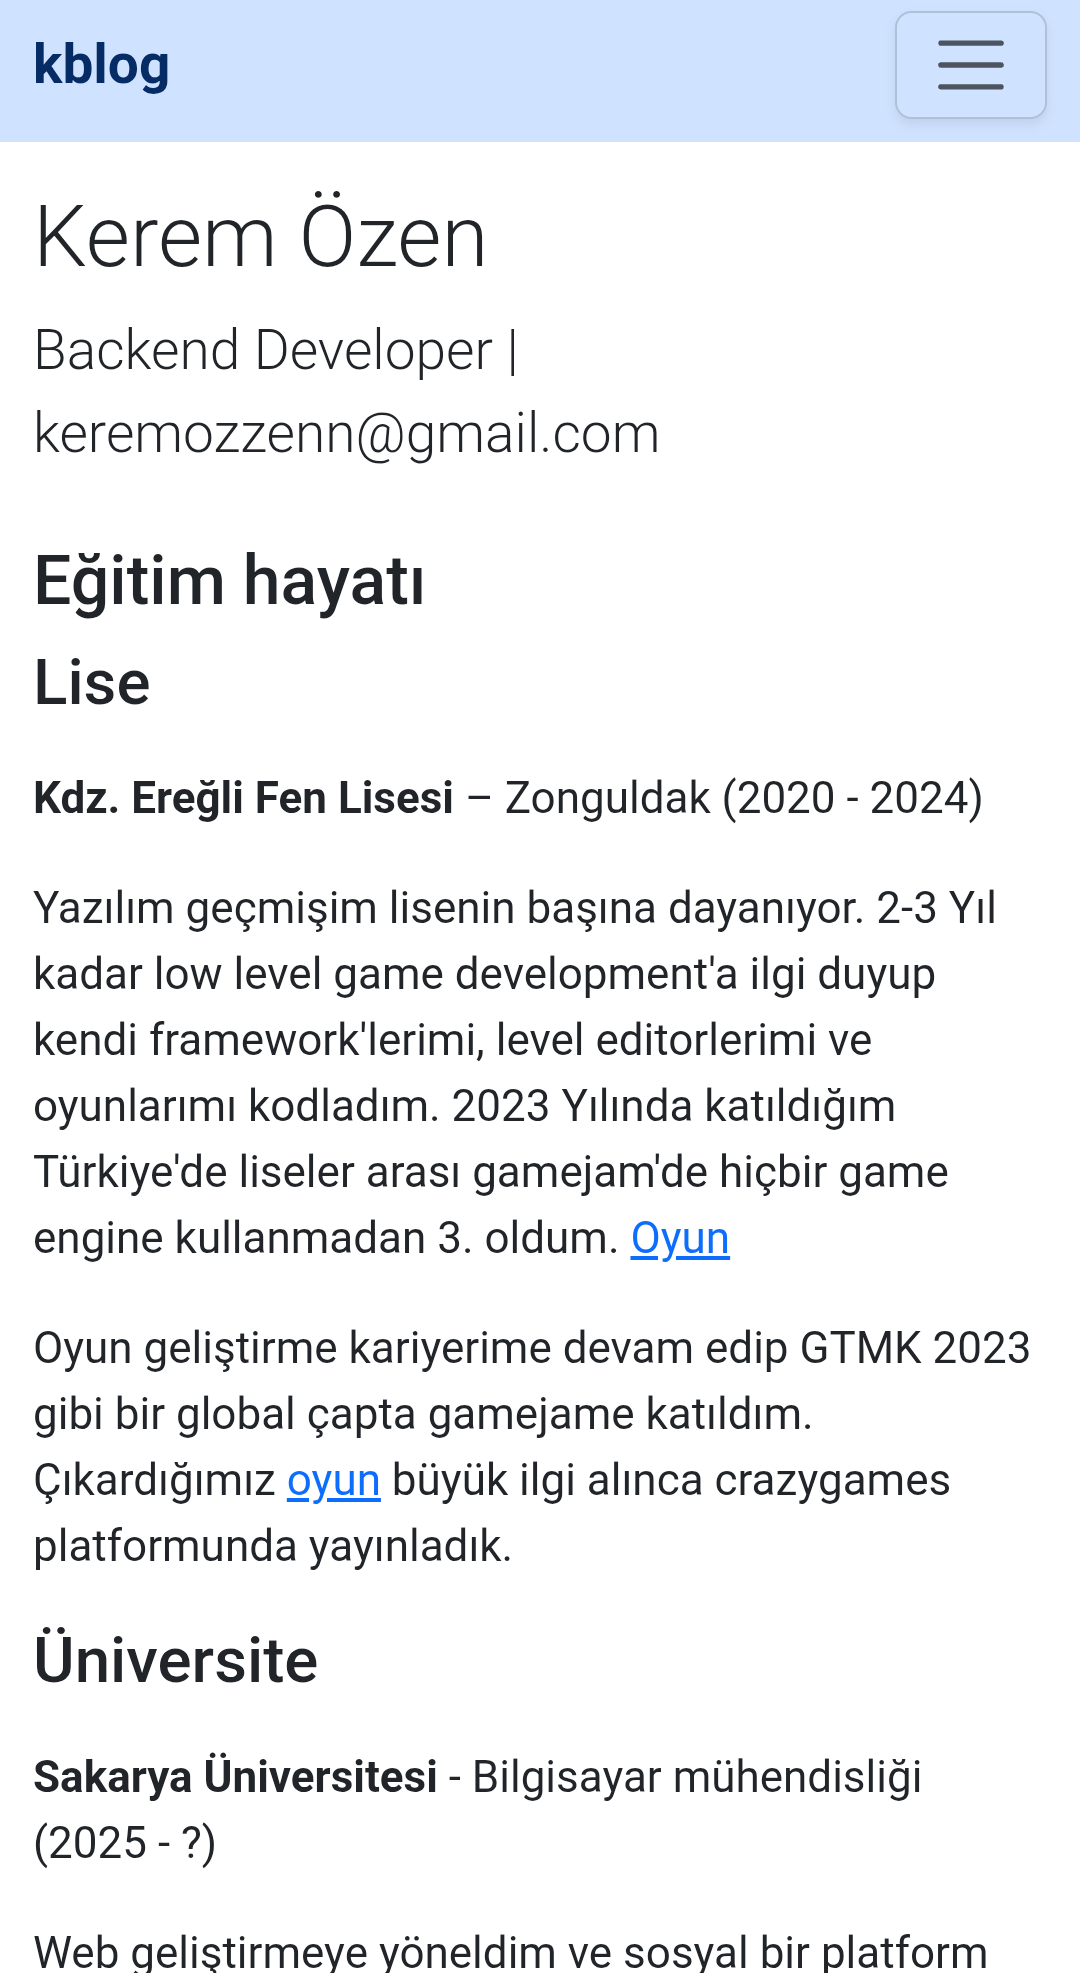 kblog
Kerem Özen
Backend Developer |
keremozzenn@gmail.com
Eğitim hayatı
Lise
Kdz. Ereğli Fen Lisesi – Zonguldak (2020 - 2024)
Yazılım geçmişim lisenin başına dayanıyor. 2-3 Yıl
kadar low level game development'a ilgi duyup
kendi framework'lerimi, level editorlerimi ve
oyunlarımı kodladım. 2023 Yılında katıldığım
Türkiye'de liseler arası gamejam'de hiçbir game
engine kullanmadan 3. oldum. Oyun
Oyun geliştirme kariyerime devam edip GTMK 2023
gibi bir global çapta gamejame katıldım.
Çıkardığımız oyun büyük ilgi alınca crazygames
platformunda yayınladık.
Üniversite
Sakarya Üniversitesi - Bilgisayar mühendisliği
(2025 - ?)
Web geliştirmeye yöneldim ve sosyal bir platform